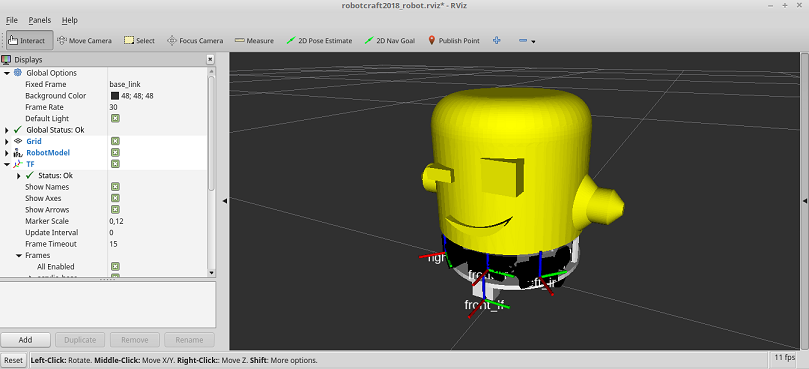 robotcraft2018_robot.rviz* - RViz
File Panels Help
Interact Move Camera Select Focus Camera Measure 2D Pose Estimate 2D Nav Goal Publish Point
Displays
Global Options
Fixed Frame base_link
Background Color 48; 48; 48
Frame Rate 30
Default Light
Global Status: Ok
Grid
RobotModel
TF
Status: Ok
Show Names
Show Axes
Show Arrows
Marker Scale 0,12
Update Interval 0
Frame Timeout 15
Frames
All Enabled
Add Duplicate Remove Rename
Reset Left-Click: Rotate. Middle-Click: Move X/Y. Right-Click:: Move Z. Shift: More options. 11 fps